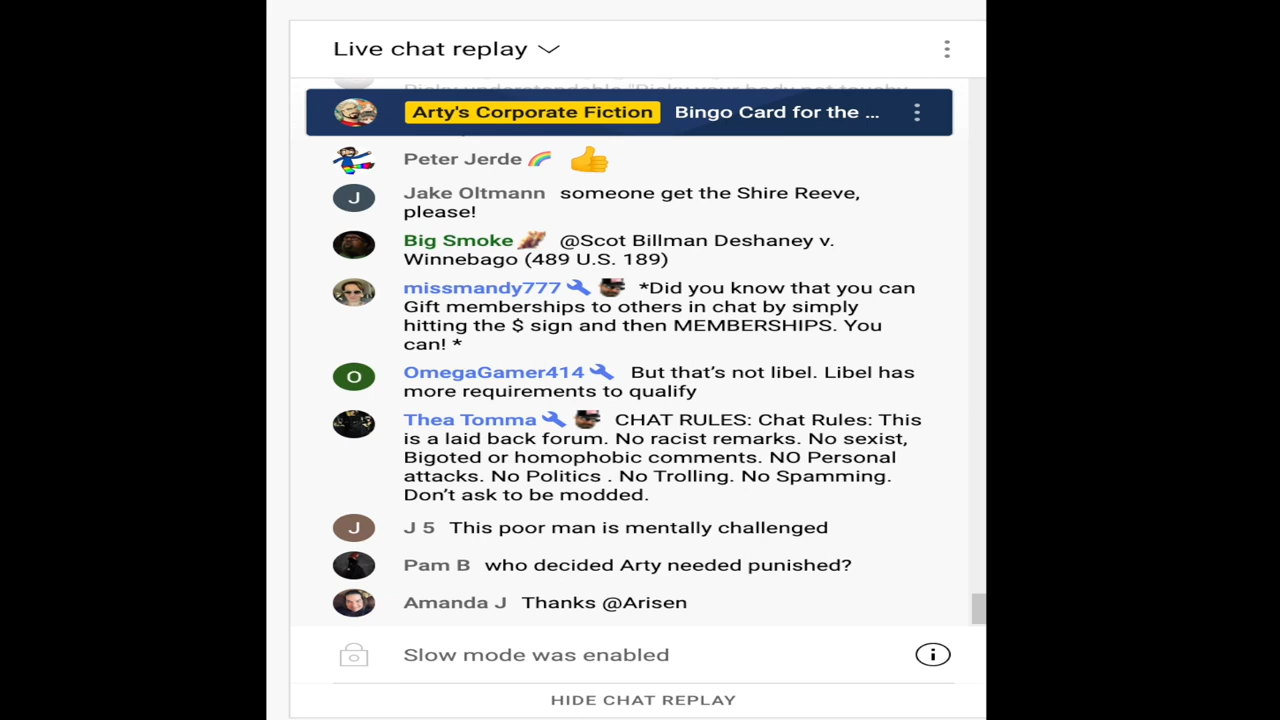 Live chat replay
Arty's Corporate Fiction Bingo Card for the ...
Peter Jerde
Jake Oltmann someone get the Shire Reeve,
please!
Big Smoke @Scot Billman Deshaney v.
Winnebago (489 U.S. 189)
missmandy777 *Did you know that you can
Gift memberships to others in chat by simply
hitting the $ sign and then MEMBERSHIPS. You
can! *
O OmegaGamer414 But that’s not libel. Libel has
more requirements to qualify
Thea Tomma CHAT RULES: Chat Rules: This
is a laid back forum. No racist remarks. No sexist,
Bigoted or homophobic comments. NO Personal
attacks. No Politics . No Trolling. No Spamming.
Don’t ask to be modded.
J J 5 This poor man is mentally challenged
Pam B who decided Arty needed punished?
Amanda J Thanks @Arisen
Slow mode was enabled
HIDE CHAT REPLAY